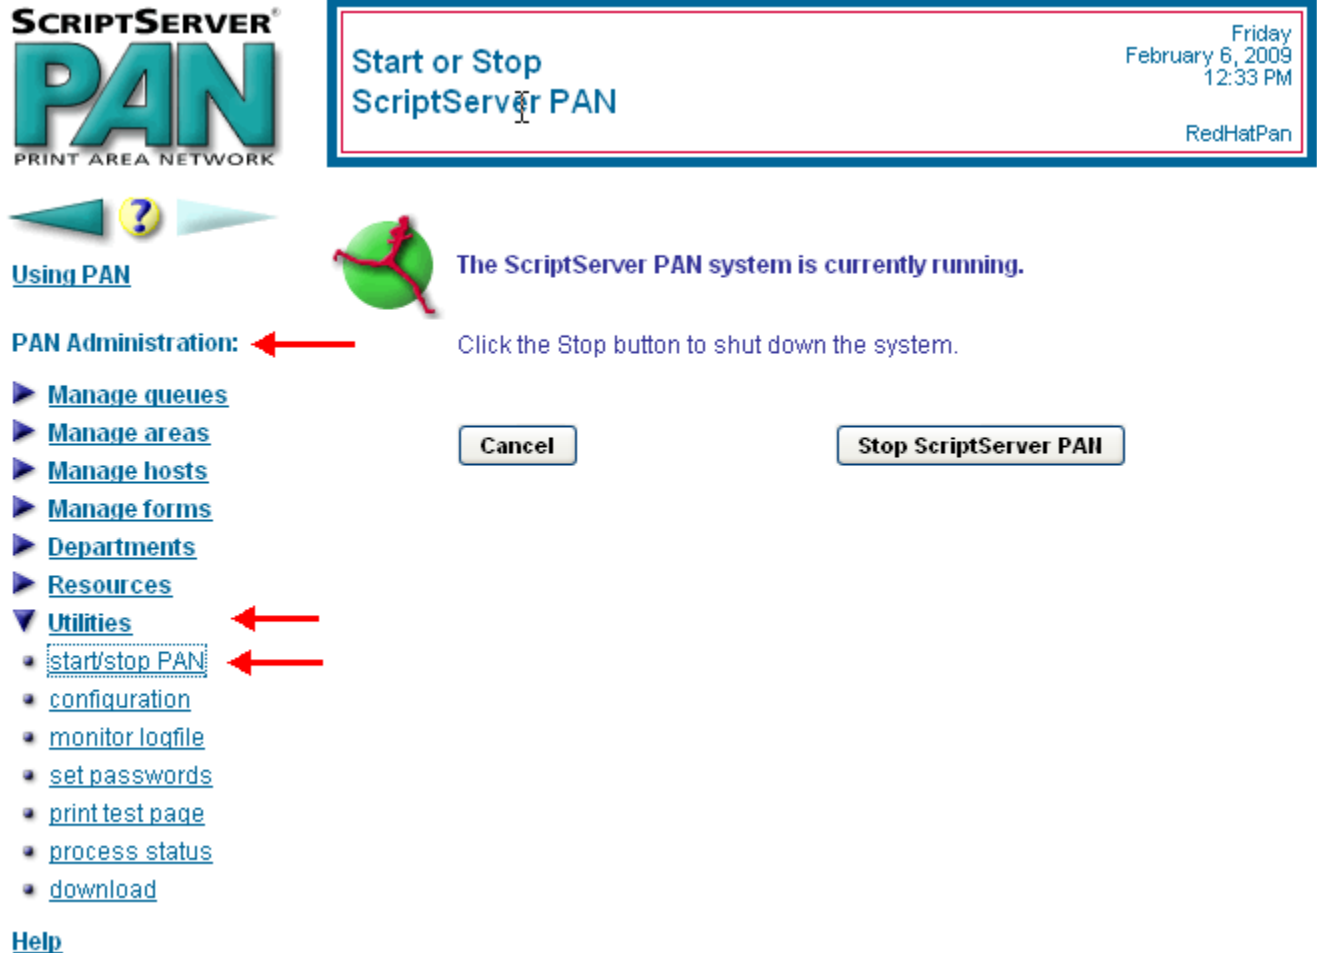 SCRIPTSERVER®
PAN
PRINT AREA NETWORK
Start or Stop
ScriptServer PAN
Friday
February 6, 2009
12:33 PM
RedHatPan
?
Using PAN
PAN Administration:
Manage queues
Manage areas
Manage hosts
Manage forms
Departments
Resources
Utilities
start/stop PAN
configuration
monitor logfile
set passwords
print test page
process status
download
Help
The ScriptServer PAN system is currently running.
Click the Stop button to shut down the system.
Cancel
Stop ScriptServer PAN